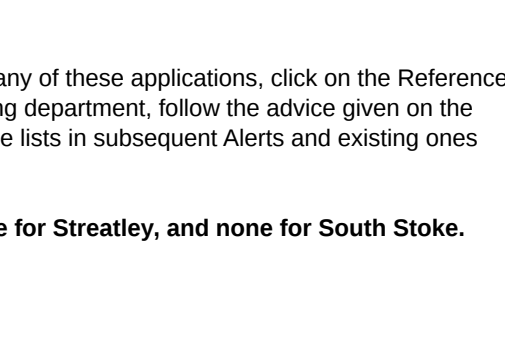 any of these applications, click on the Reference
ng department, follow the advice given on the
e lists in subsequent Alerts and existing ones
e for Streatley, and none for South Stoke.